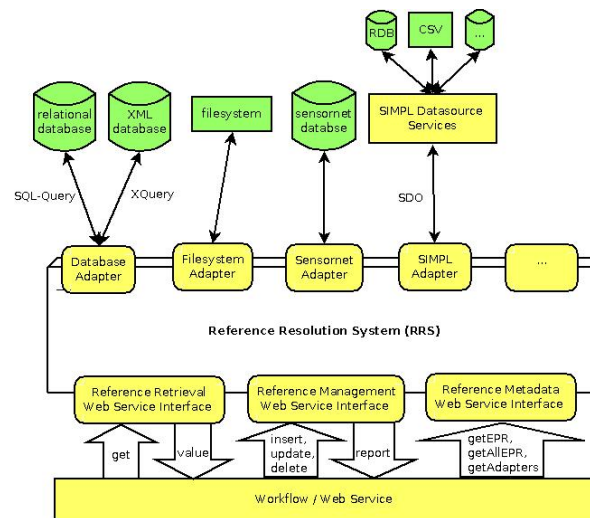 RDB
CSV
...
relational
database
XML
database
filesystem
sensornet
databse
SIMPL Datasource
Services
SQL-Query
XQuery
SDO
Database
Adapter
Filesystem
Adapter
Sensornet
Adapter
SIMPL
Adapter
...
Reference Resolution System (RRS)
Reference Retrieval
Web Service Interface
Reference Management
Web Service Interface
Reference Metadata
Web Service Interface
get
value
insert,
update,
delete
report
getEPR,
getAllEPR,
getAdapters
Workflow / Web Service